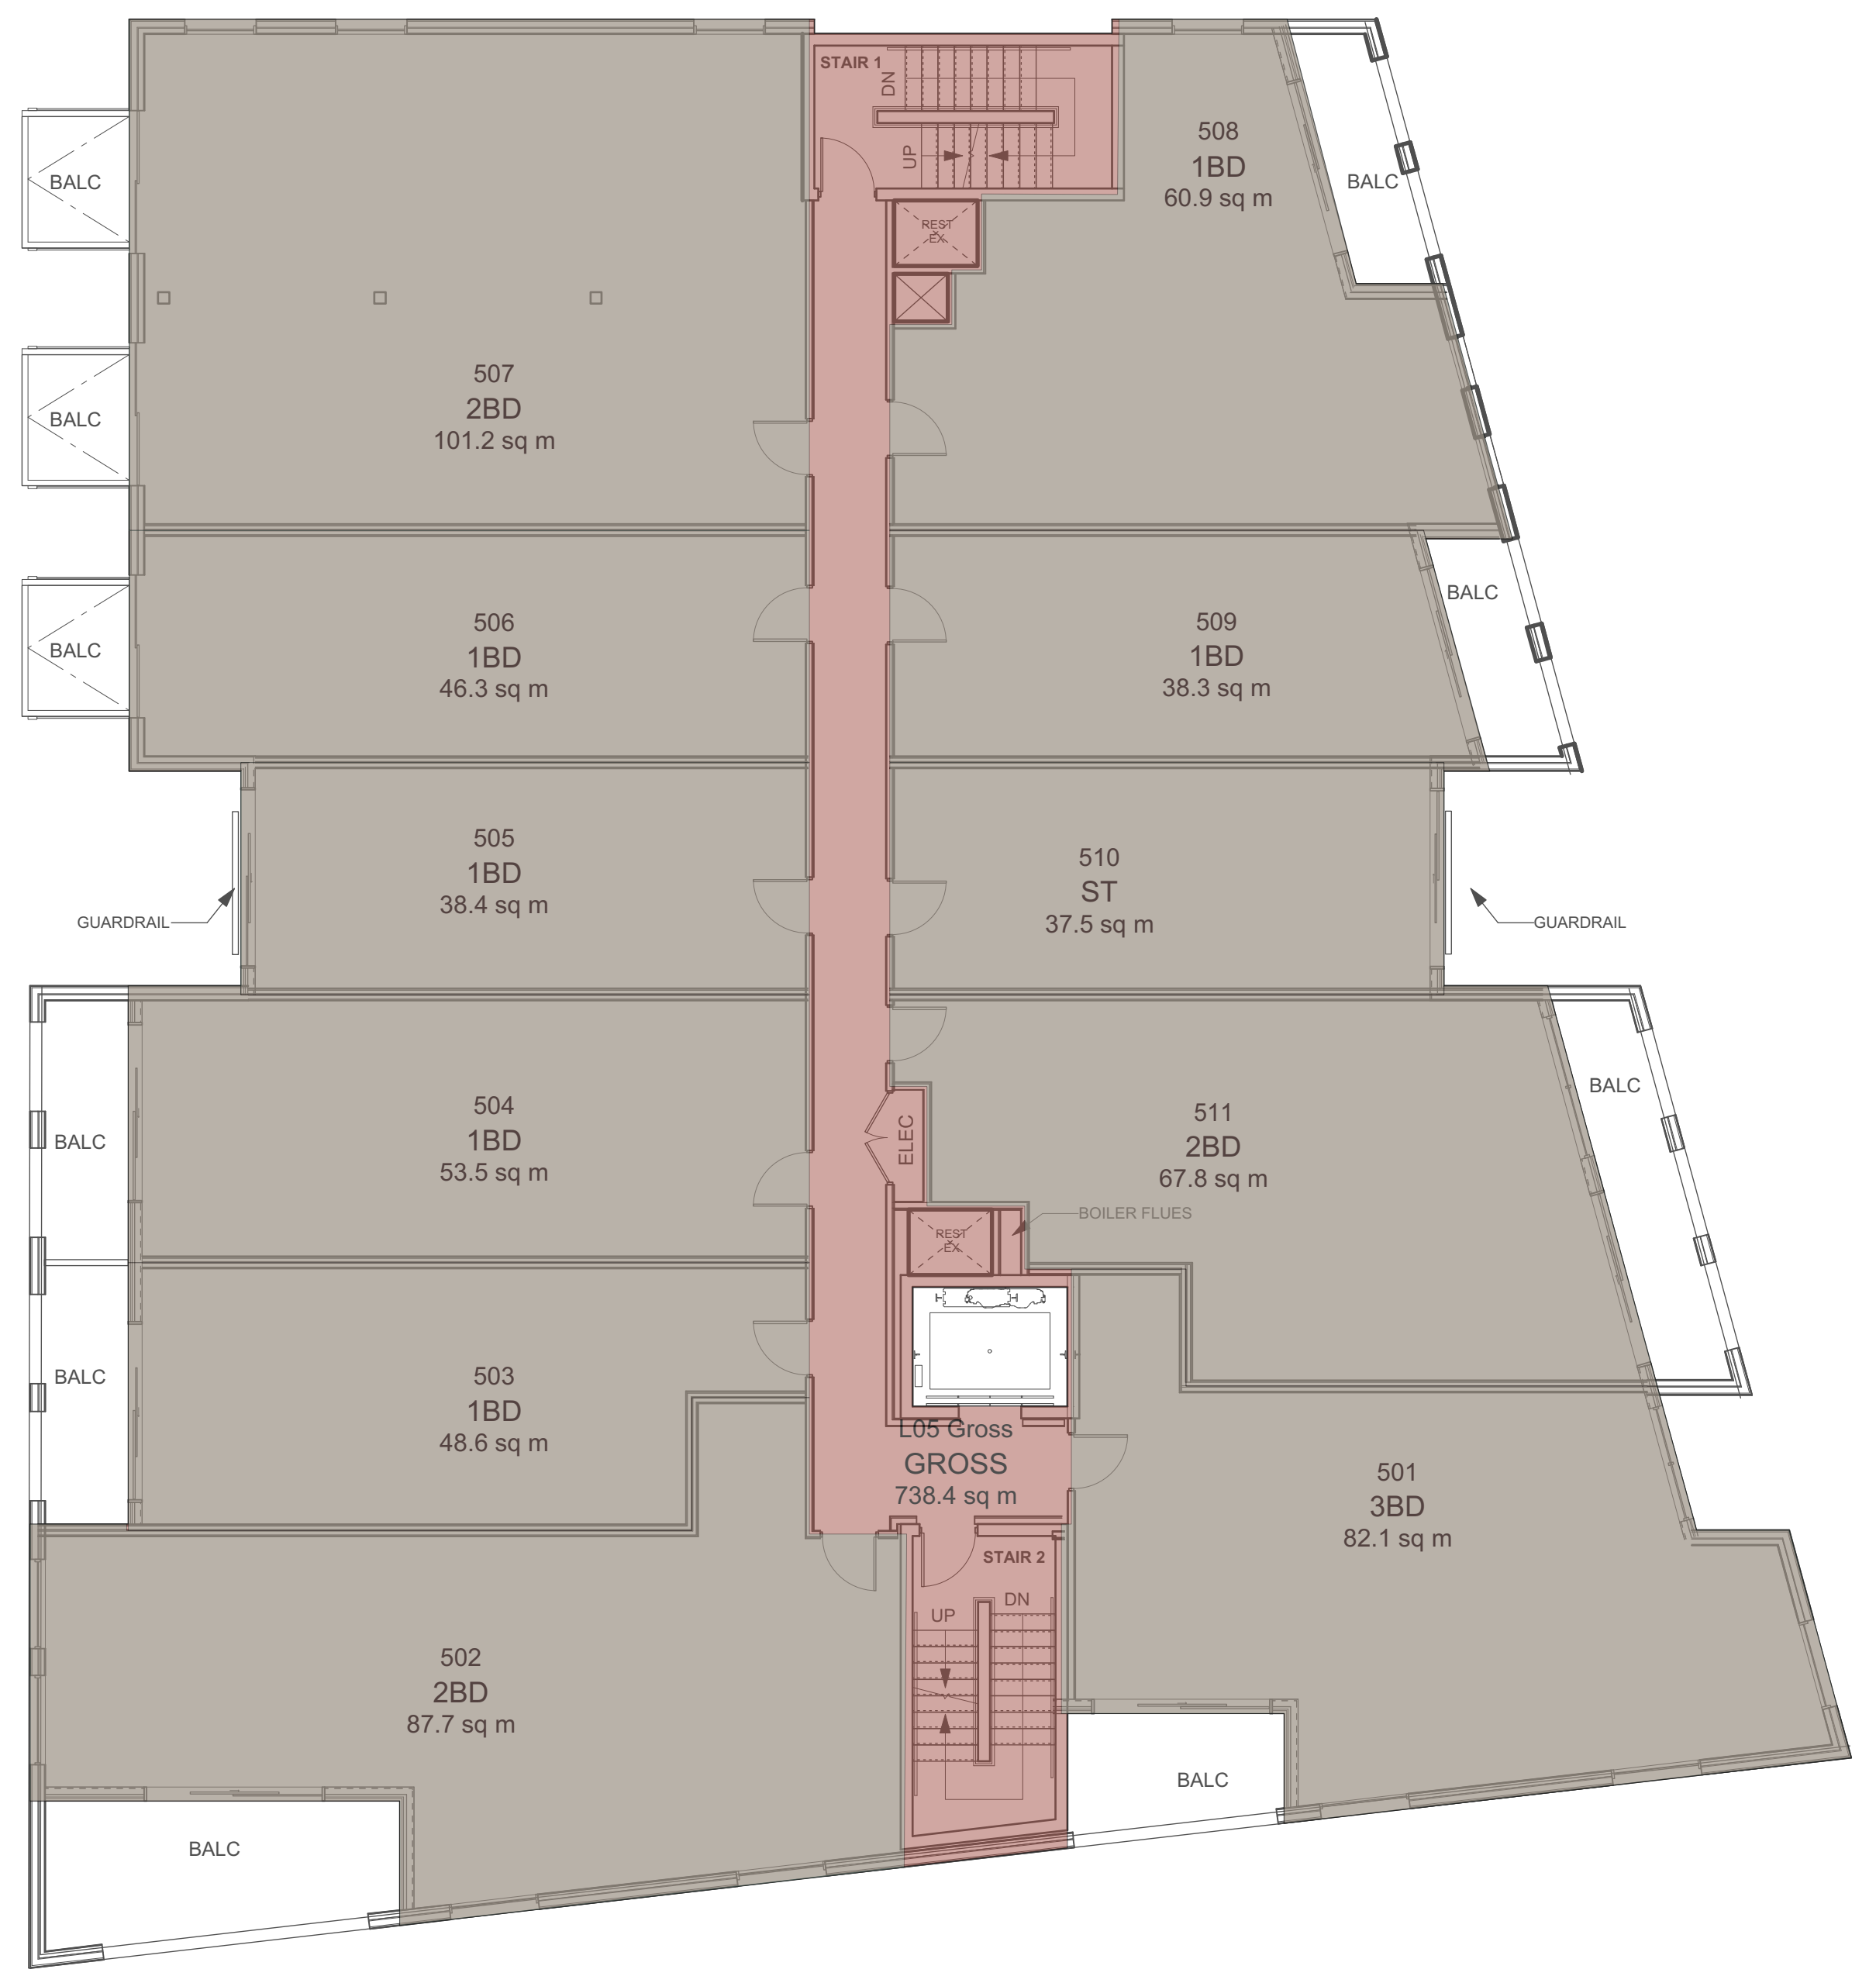 STAIR 1
DN
UP
508
1BD
60.9 sq m
BALC
BALC
REST
EX
507
2BD
101.2 sq m
BALC
506
1BD
46.3 sq m
BALC
509
1BD
38.3 sq m
BALC
505
1BD
38.4 sq m
GUARDRAIL
510
ST
37.5 sq m
GUARDRAIL
504
1BD
53.5 sq m
BALC
ELEC
511
2BD
67.8 sq m
BALC
BOILER FLUES
REST
EX
503
1BD
48.6 sq m
BALC
L05 Gross
GROSS
738.4 sq m
501
3BD
82.1 sq m
STAIR 2
UP
DN
502
2BD
87.7 sq m
BALC
BALC